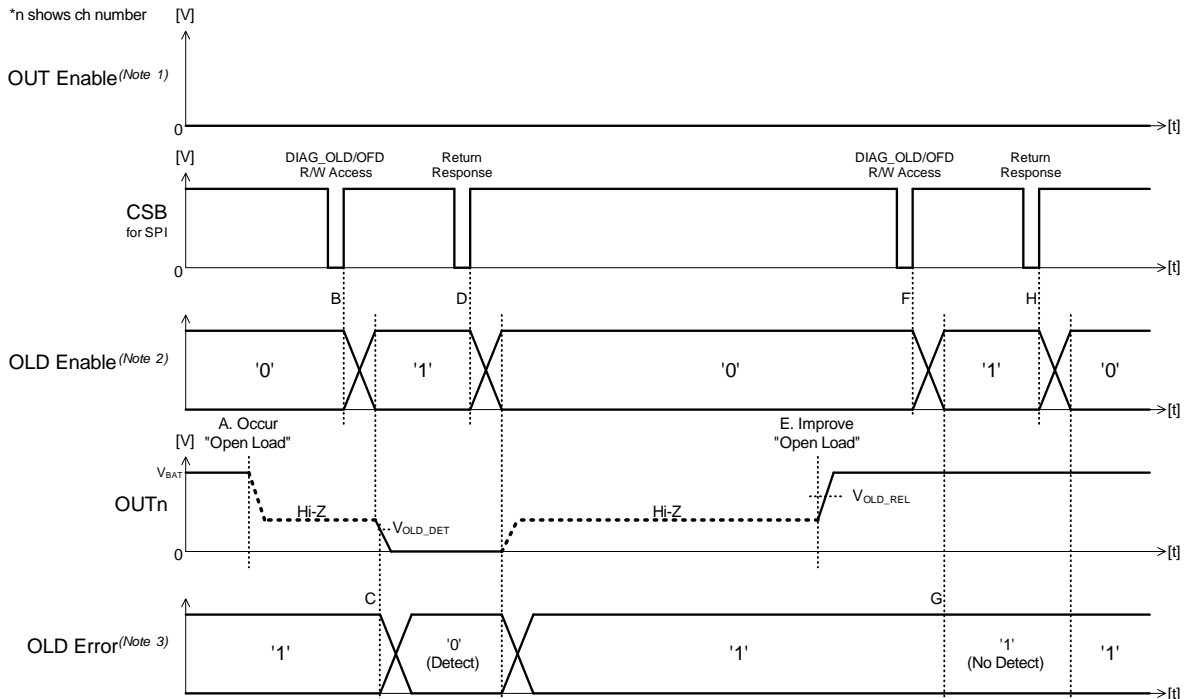 *n shows ch number
[V]
OUT Enable(Note 1)
0
[t]
[V]
DIAG_OLD/OFD
R/W Access
Return
Response
DIAG_OLD/OFD
R/W Access
Return
Response
CSB
for SPI
0
[t]
B
D
F
H
OLD Enable(Note 2)
'0'
'1'
'0'
'1'
'0'
[t]
A. Occur
"Open Load"
E. Improve
"Open Load"
[V]
VBAT
OUTn
Hi-Z
VOLD_DET
Hi-Z
VOLD_REL
0
[t]
C
G
OLD Error(Note 3)
'1'
'0'
(Detect)
'1'
'1'
(No Detect)
'1'
[t]